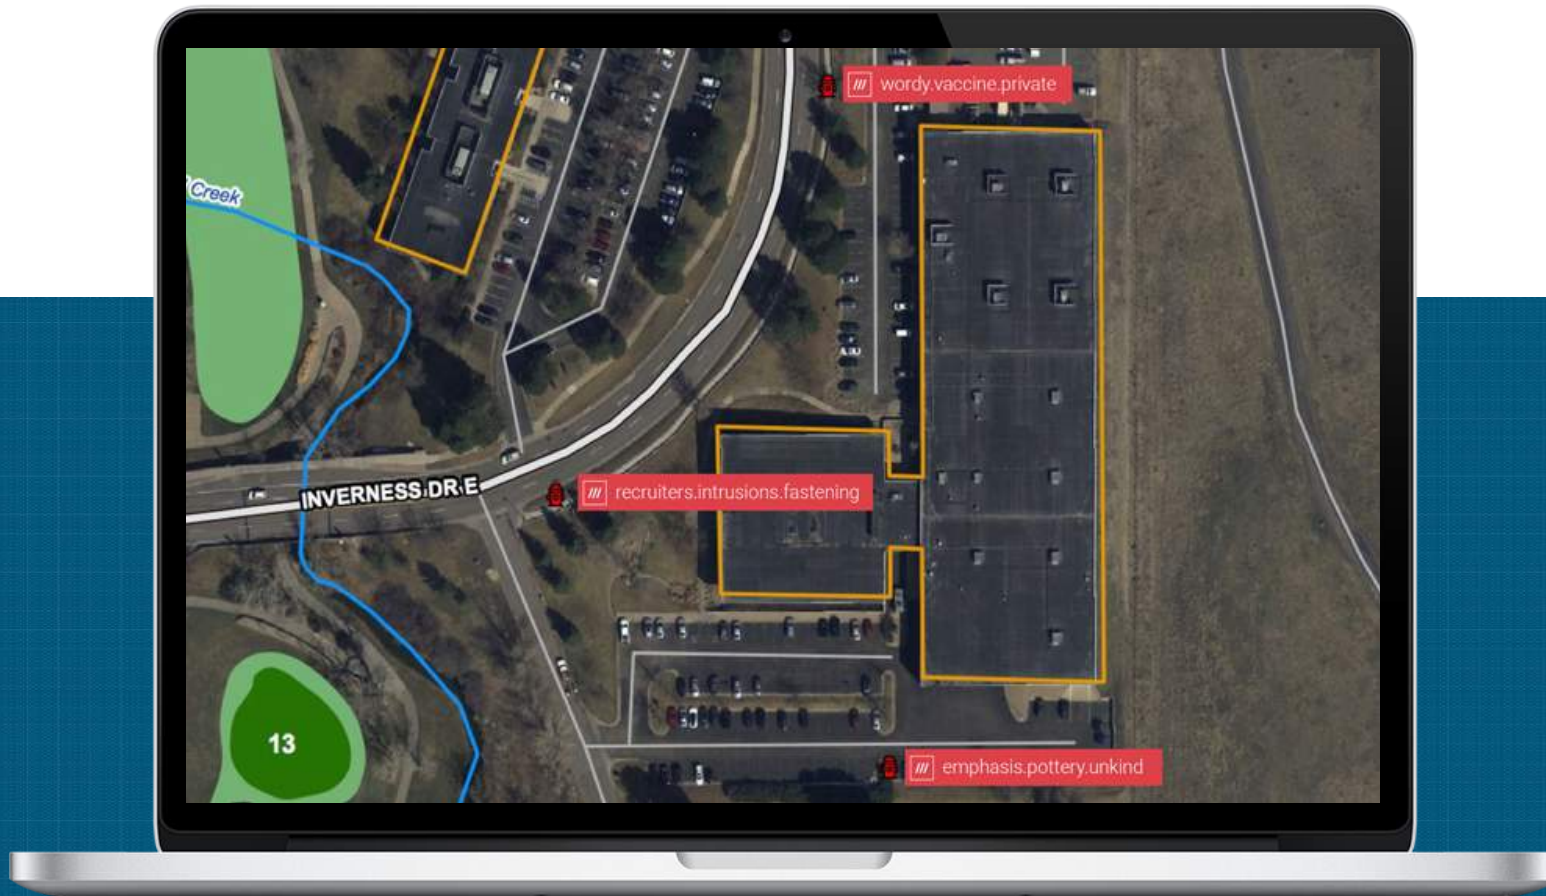 wordy.vaccine.private
Creek
INVERNESS DR E
recruiters.intrusions.fastening
13
emphasis.pottery.unkind